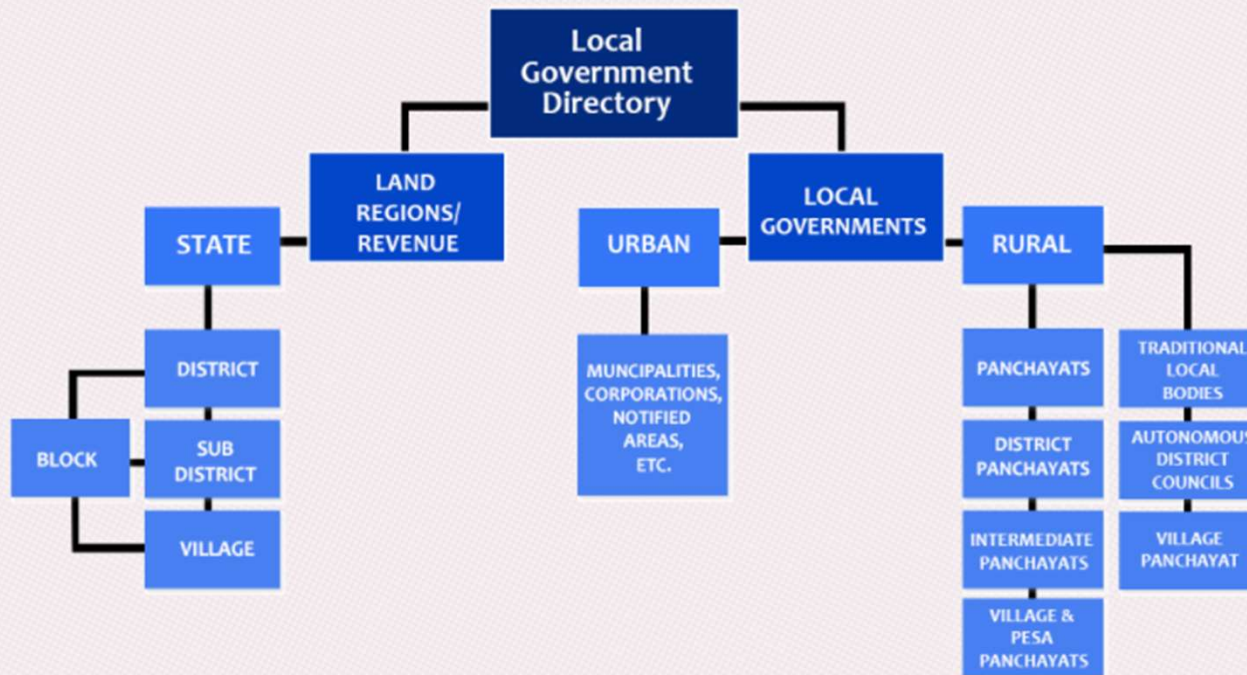 Local
Government
Directory
LAND
REGIONS/
REVENUE
LOCAL
GOVERNMENTS
STATE
URBAN
RURAL
DISTRICT
BLOCK
SUB
DISTRICT
VILLAGE
MUNCIPALITIES,
CORPORATIONS,
NOTIFIED
AREAS,
ETC.
PANCHAYATS
DISTRICT
PANCHAYATS
INTERMEDIATE
PANCHAYATS
VILLAGE &
PESA
PANCHAYATS
TRADITIONAL
LOCAL
BODIES
AUTONOMOUS
DISTRICT
COUNCILS
VILLAGE
PANCHAYAT